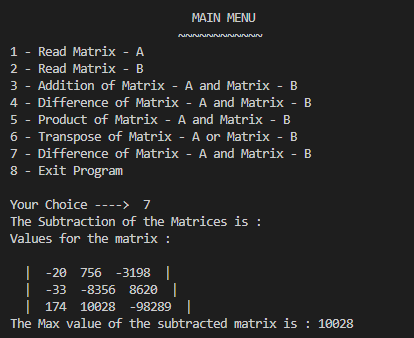 MAIN MENU
~~~~~~~~~~~~
1 - Read Matrix - A
2 - Read Matrix - B
3 - Addition of Matrix - A and Matrix - B
4 - Difference of Matrix - A and Matrix - B
5 - Product of Matrix - A and Matrix - B
6 - Transpose of Matrix - A or Matrix - B
7 - Difference of Matrix - A and Matrix - B
8 - Exit Program
Your Choice ----> 7
The Subtraction of the Matrices is :
Values for the matrix :
| -20 756 -3198 |
| -33 -8356 8620 |
| 174 10028 -98289 |
The Max value of the subtracted matrix is : 10028